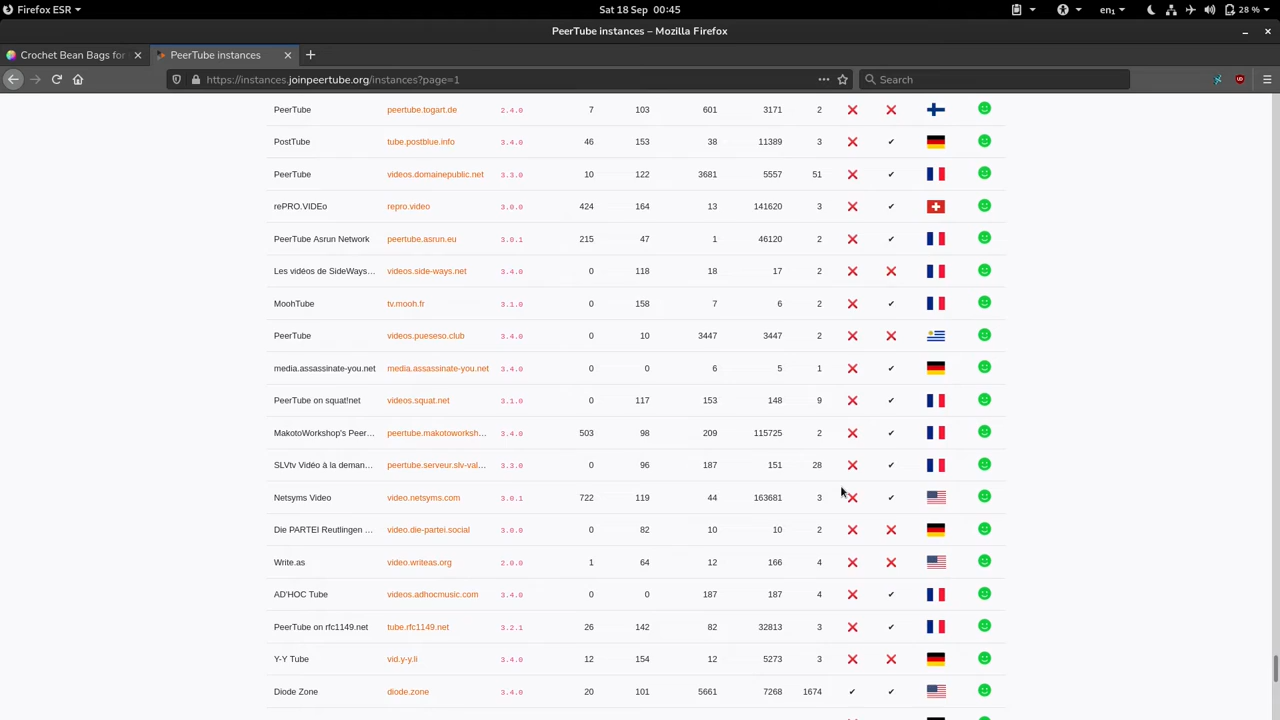 Firefox ESR Sat 18 Sep 00:45 en₁ 28 %
PeerTube instances – Mozilla Firefox
Crochet Bean Bags for PeerTube instances
https://instances.joinpeertube.org/instances?page=1 Search
PeerTube peertube.togart.de 2.4.0 7 103 601 3171 2
PostTube tube.postblue.info 3.4.0 46 153 38 11389 3
PeerTube videos.domainepublic.net 3.3.0 10 122 3681 5557 51
rePRO.VIDEo repro.video 3.0.0 424 164 13 141620 3
PeerTube Asrun Network peertube.asrun.eu 3.0.1 215 47 1 46120 2
Les vidéos de SideWays... videos.side-ways.net 3.4.0 0 118 18 17 2
MoohTube tv.mooh.fr 3.1.0 0 158 7 6 2
PeerTube videos.pueseso.club 3.4.0 0 10 3447 3447 2
media.assassinate-you.net media.assassinate-you.net 3.4.0 0 0 6 5 1
PeerTube on squat!net videos.squat.net 3.1.0 0 117 153 148 9
MakotoWorkshop's Peer... peertube.makotoworksh... 3.4.0 503 98 209 115725 2
SLVtv Vidéo à la deman... peertube.serveur.slv-val... 3.3.0 0 96 187 151 28
Netsyms Video video.netsyms.com 3.0.1 722 119 44 163681 3
Die PARTEI Reutlingen ... video.die-partei.social 3.0.0 0 82 10 10 2
Write.as video.writeas.org 2.0.0 1 64 12 166 4
AD'HOC Tube videos.adhocmusic.com 3.4.0 0 0 187 187 4
PeerTube on rfc1149.net tube.rfc1149.net 3.2.1 26 142 82 32813 3
Y-Y Tube vid.y-y.li 3.4.0 12 154 12 5273 3
Diode Zone diode.zone 3.4.0 20 101 5661 7268 1674